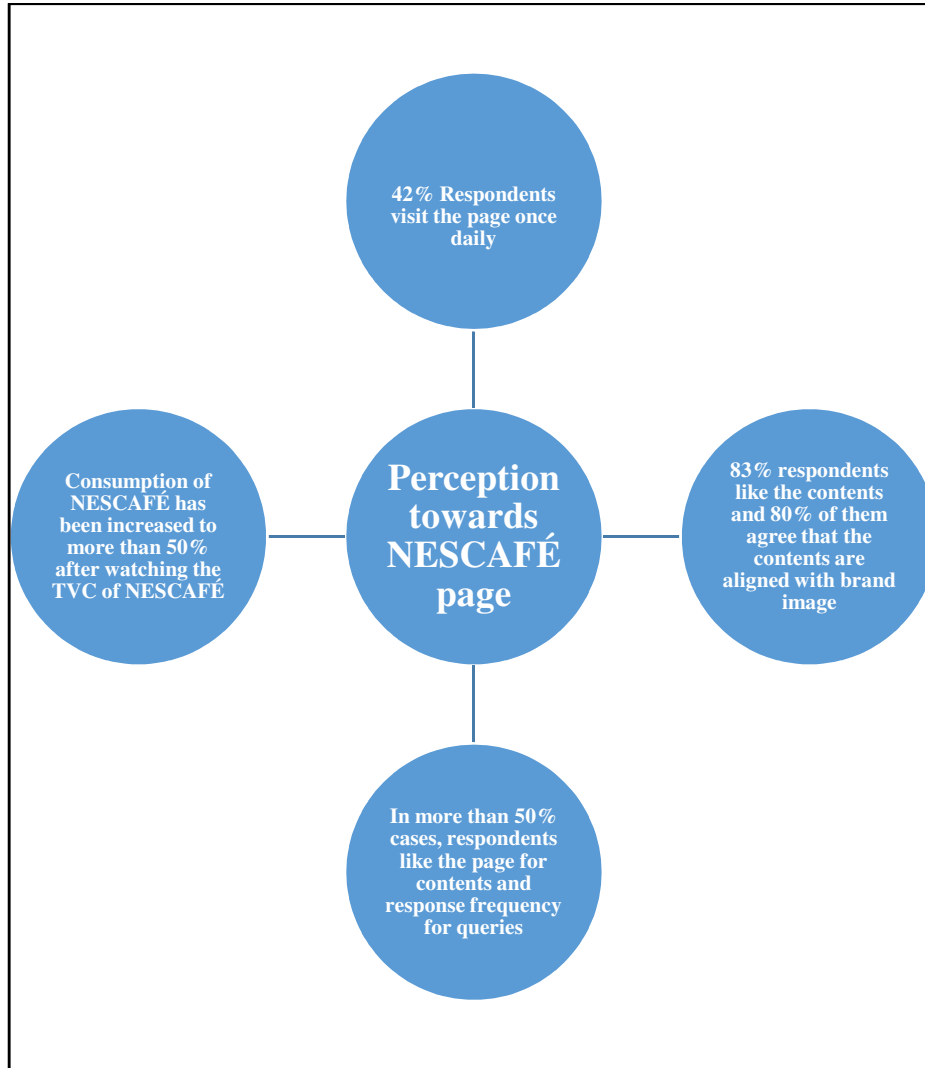 42% Respondents
visit the page once
daily
Consumption of
NESCAFÉ has
been increased to
more than 50%
after watching the
TVC of NESCAFÉ
Perception
towards
NESCAFÉ
page
83% respondents
like the contents
and 80% of them
agree that the
contents are
aligned with brand
image
In more than 50%
cases, respondents
like the page for
contents and
response frequency
for queries